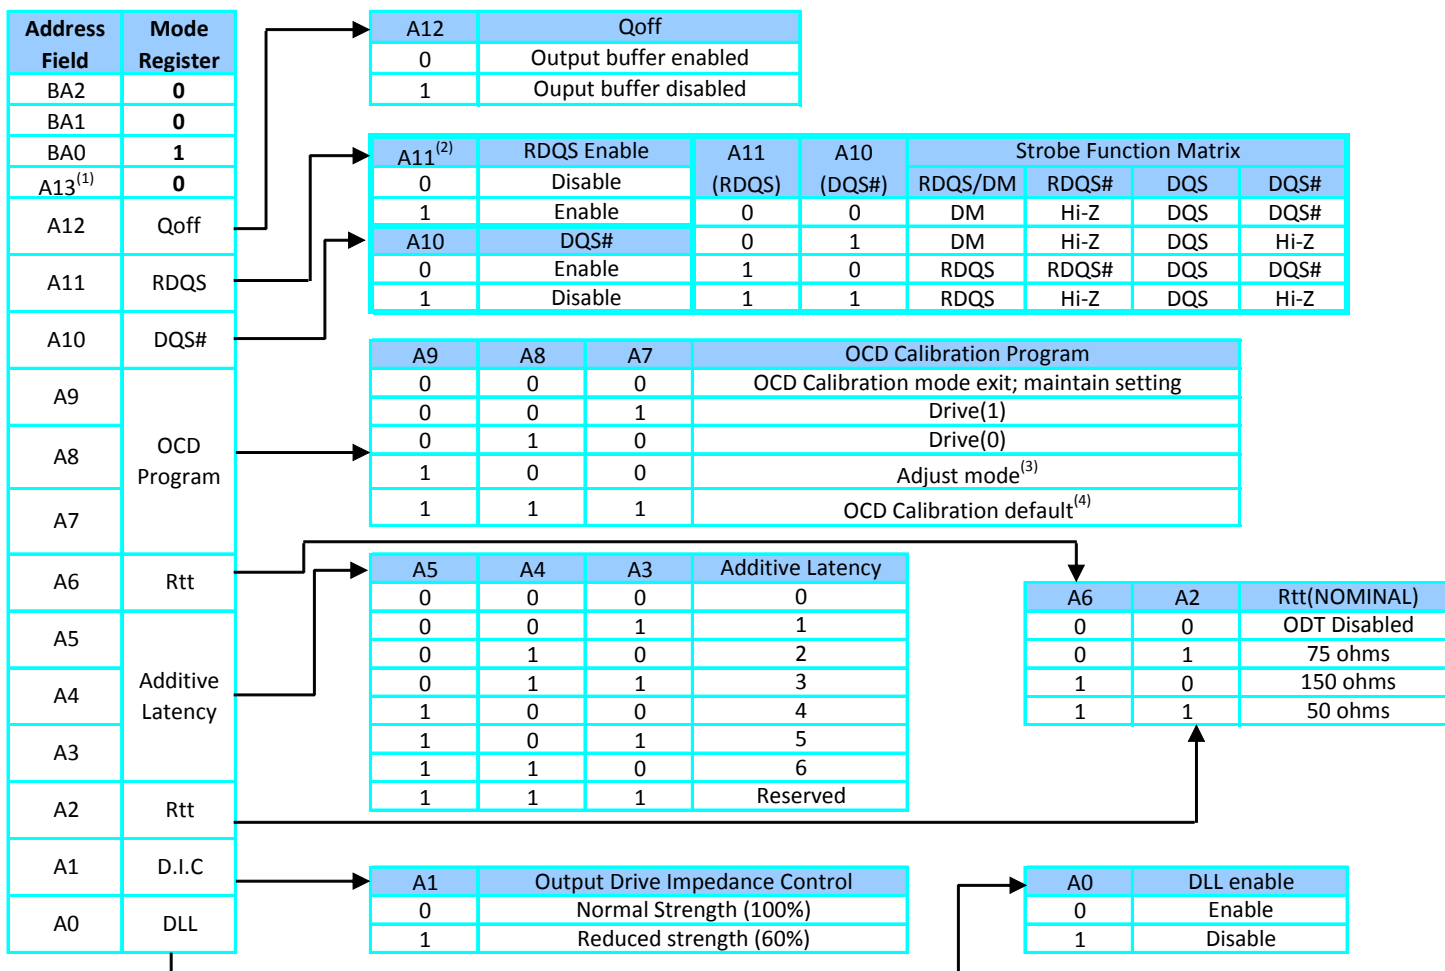 Address Field | Mode Register
BA2 | 0
BA1 | 0
BA0 | 1
A13(1) | 0
A12 | Qoff
A11 | RDQS
A10 | DQS#
A9
A8 | OCD Program
A7
A6 | Rtt
A5
A4 | Additive Latency
A3
A2 | Rtt
A1 | D.I.C
A0 | DLL
A12 | Qoff
0 | Output buffer enabled
1 | Ouput buffer disabled
A11(2) | RDQS Enable
0 | Disable
1 | Enable
A10 | DQS#
0 | Enable
1 | Disable
A11 (RDQS) | A10 (DQS#) | Strobe Function Matrix
RDQS/DM | RDQS# | DQS | DQS#
0 | 0 | DM | Hi-Z | DQS | DQS#
0 | 1 | DM | Hi-Z | DQS | Hi-Z
1 | 0 | RDQS | RDQS# | DQS | DQS#
1 | 1 | RDQS | Hi-Z | DQS | Hi-Z
A9 | A8 | A7 | OCD Calibration Program
0 | 0 | 0 | OCD Calibration mode exit; maintain setting
0 | 0 | 1 | Drive(1)
0 | 1 | 0 | Drive(0)
1 | 0 | 0 | Adjust mode(3)
1 | 1 | 1 | OCD Calibration default(4)
A5 | A4 | A3 | Additive Latency
0 | 0 | 0 | 0
0 | 0 | 1 | 1
0 | 1 | 0 | 2
0 | 1 | 1 | 3
1 | 0 | 0 | 4
1 | 0 | 1 | 5
1 | 1 | 0 | 6
1 | 1 | 1 | Reserved
A6 | A2 | Rtt(NOMINAL)
0 | 0 | ODT Disabled
0 | 1 | 75 ohms
1 | 0 | 150 ohms
1 | 1 | 50 ohms
A1 | Output Drive Impedance Control
0 | Normal Strength (100%)
1 | Reduced strength (60%)
A0 | DLL enable
0 | Enable
1 | Disable